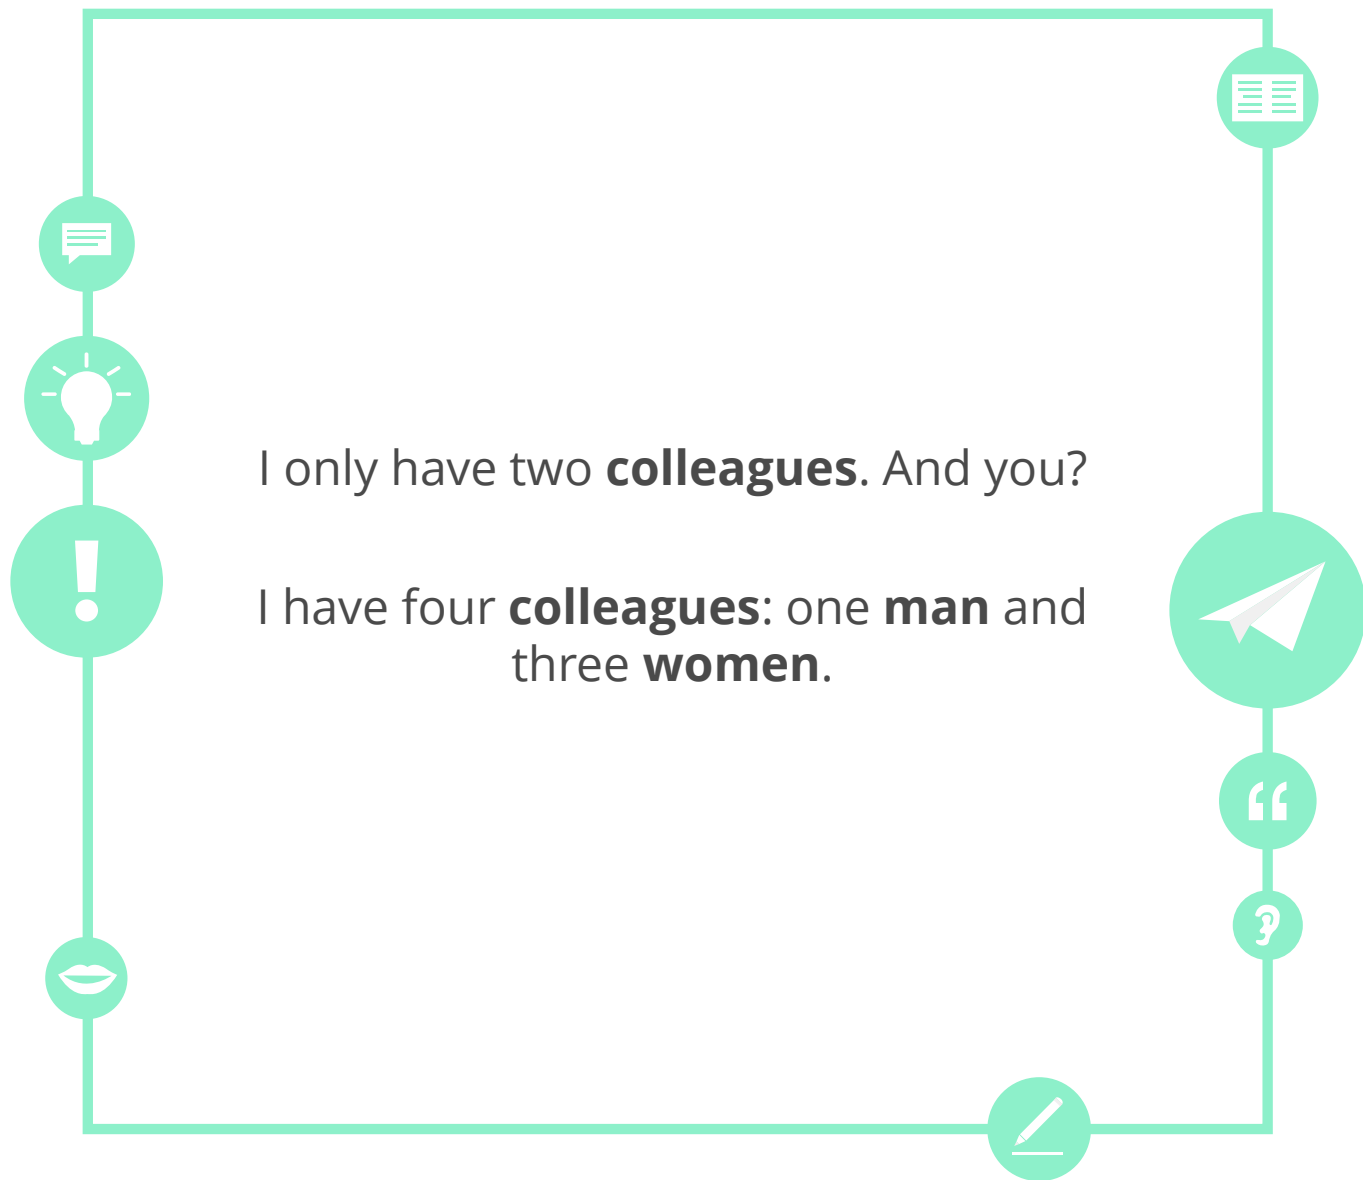 I only have two colleagues. And you?
I have four colleagues: one man and
three women.